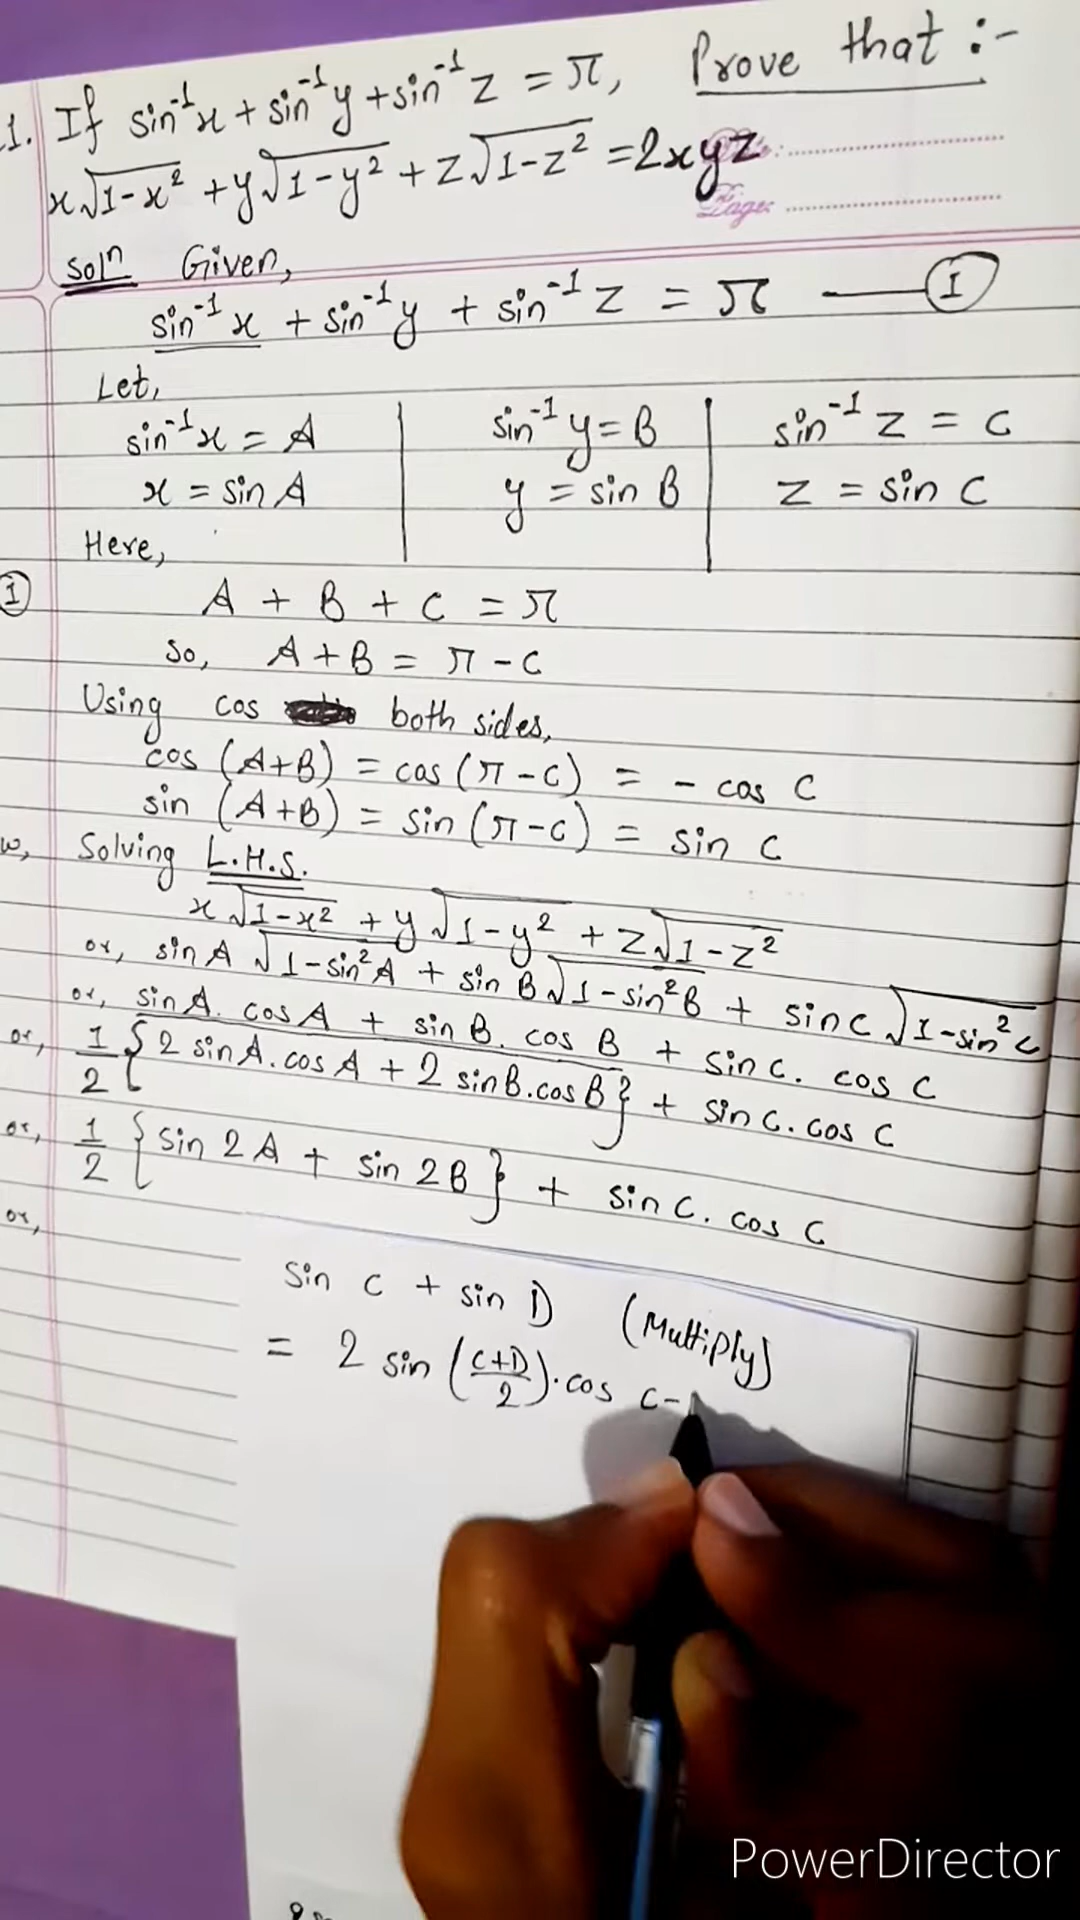 1. If sin⁻¹x + sin⁻¹y + sin⁻¹z = π, Prove that :-
x√1-x² + y√1-y² + z√1-z² = 2xyz
Page:
Solⁿ Given,
sin⁻¹x + sin⁻¹y + sin⁻¹z = π —— I
Let,
sin⁻¹x = A | sin⁻¹y = B | sin⁻¹z = C
x = sin A | y = sin B | z = sin C
Here,
I
A + B + C = π
So, A + B = π - C
Using cos both sides,
cos (A+B) = cos (π - C) = - cos C
sin (A+B) = sin (π - C) = sin C
w, Solving L.H.S.
x√1-x² + y√1-y² + z√1-z²
or, sin A √1-sin²A + sin B √1-sin²B + sin C √1-sin²C
or, sin A. cos A + sin B. cos B + sin C. cos C
or, 1/2 {2 sin A. cos A + 2 sin B. cos B} + sin C. cos C
or, 1/2 {sin 2A + sin 2B} + sin C. cos C
or,
sin C + sin D (Multiply)
= 2 sin (C+D/2). cos C-
PowerDirector